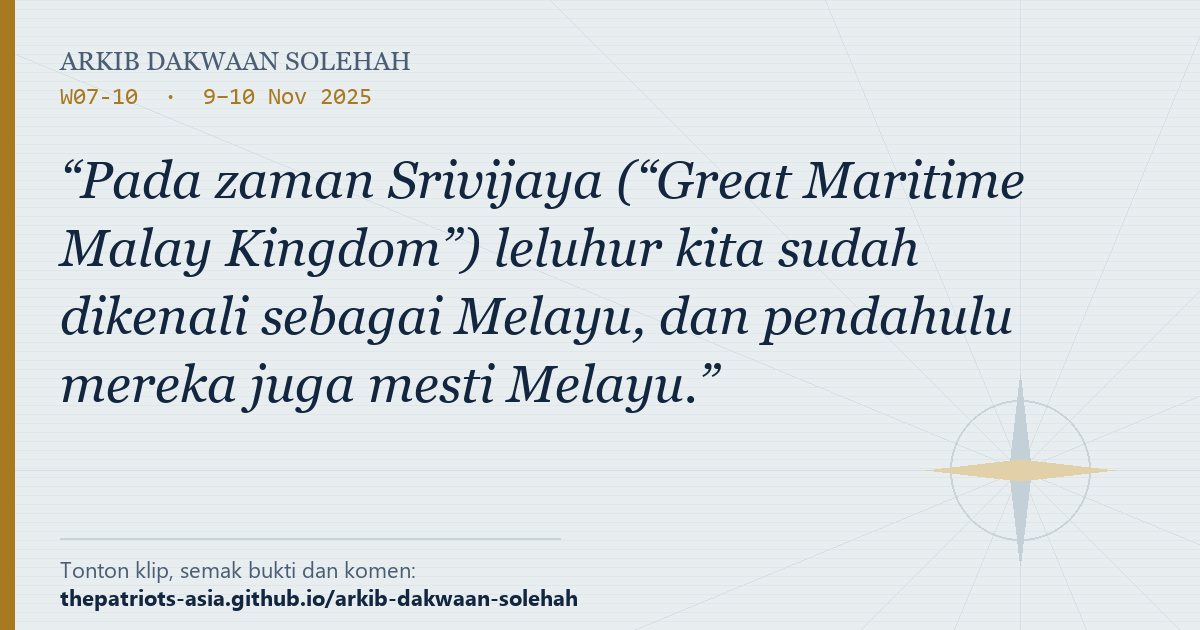 ARKIB DAKWAAN SOLEHAH
W07-10 · 9–10 Nov 2025
“Pada zaman Srivijaya (“Great Maritime
Malay Kingdom”) leluhur kita sudah
dikenali sebagai Melayu, dan pendahulu
mereka juga mesti Melayu.”
Tonton klip, semak bukti dan komen:
thepatriots-asia.github.io/arkib-dakwaan-solehah